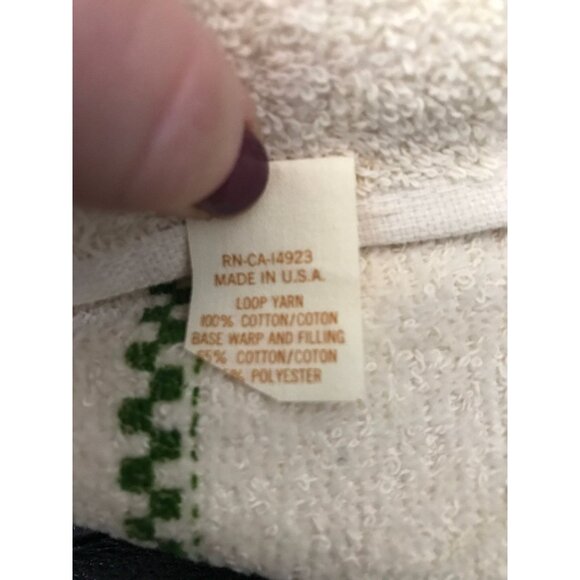 RN-CA-14923
MADE IN U.S.A.
LOOP YARN
100% COTTON/COTON
BASE WARP AND FILLING
65% COTTON/COTON
POLYESTER